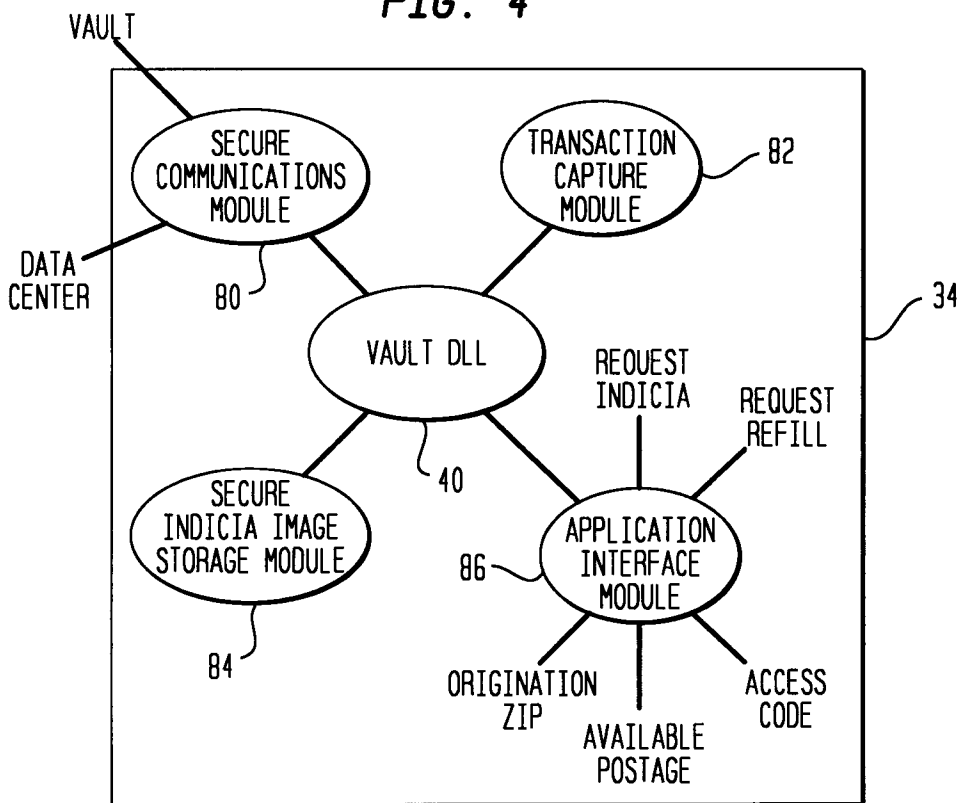 FIG. 4
VAULT
SECURE
COMMUNICATIONS
MODULE
TRANSACTION
CAPTURE
MODULE
82
DATA
CENTER
80
34
VAULT DLL
REQUEST
INDICIA
REQUEST
REFILL
40
SECURE
INDICIA IMAGE
STORAGE MODULE
APPLICATION
INTERFACE
MODULE
86
84
ORIGINATION
ZIP
ACCESS
CODE
AVAILABLE
POSTAGE